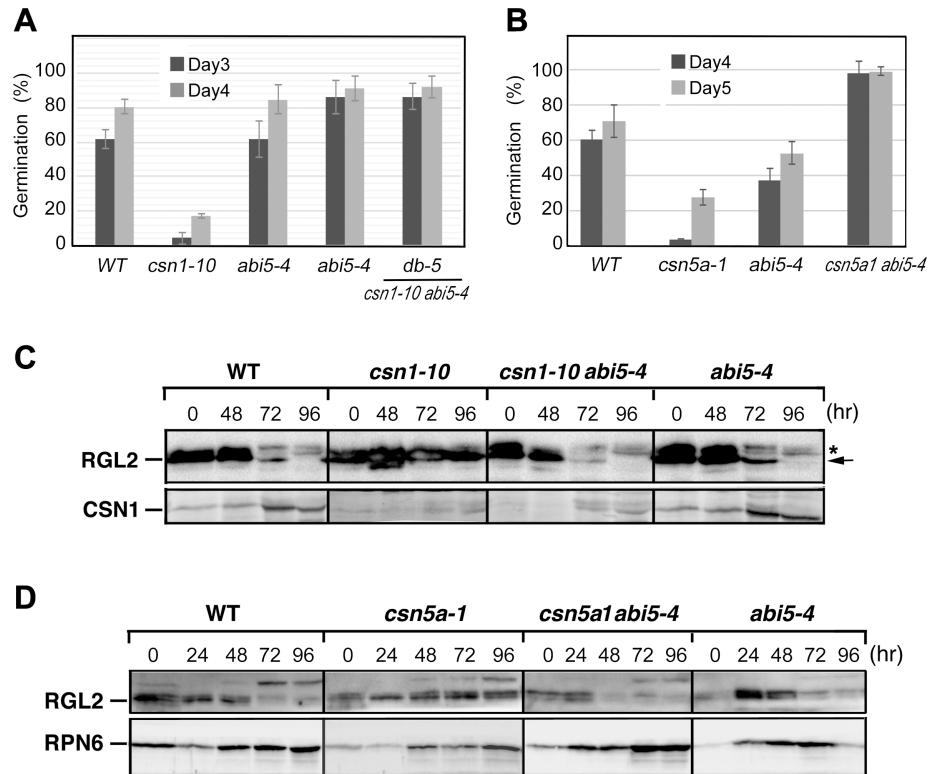 A
Germination (%)
100
80
60
40
20
0
Day3
Day4
WT csn1-10 abi5-4 abi5-4 db-5
csn1-10 abi5-4
B
Germination (%)
100
80
60
40
20
0
Day4
Day5
WT csn5a-1 abi5-4 csn5a1 abi5-4
C
WT csn1-10 csn1-10 abi5-4 abi5-4
0 48 72 96 0 48 72 96 0 48 72 96 0 48 72 96 (hr)
RGL2
*
CSN1
D
WT csn5a-1 csn5a1 abi5-4 abi5-4
0 24 48 72 96 0 24 48 72 96 0 24 48 72 96 0 24 48 72 96 (hr)
RGL2
RPN6